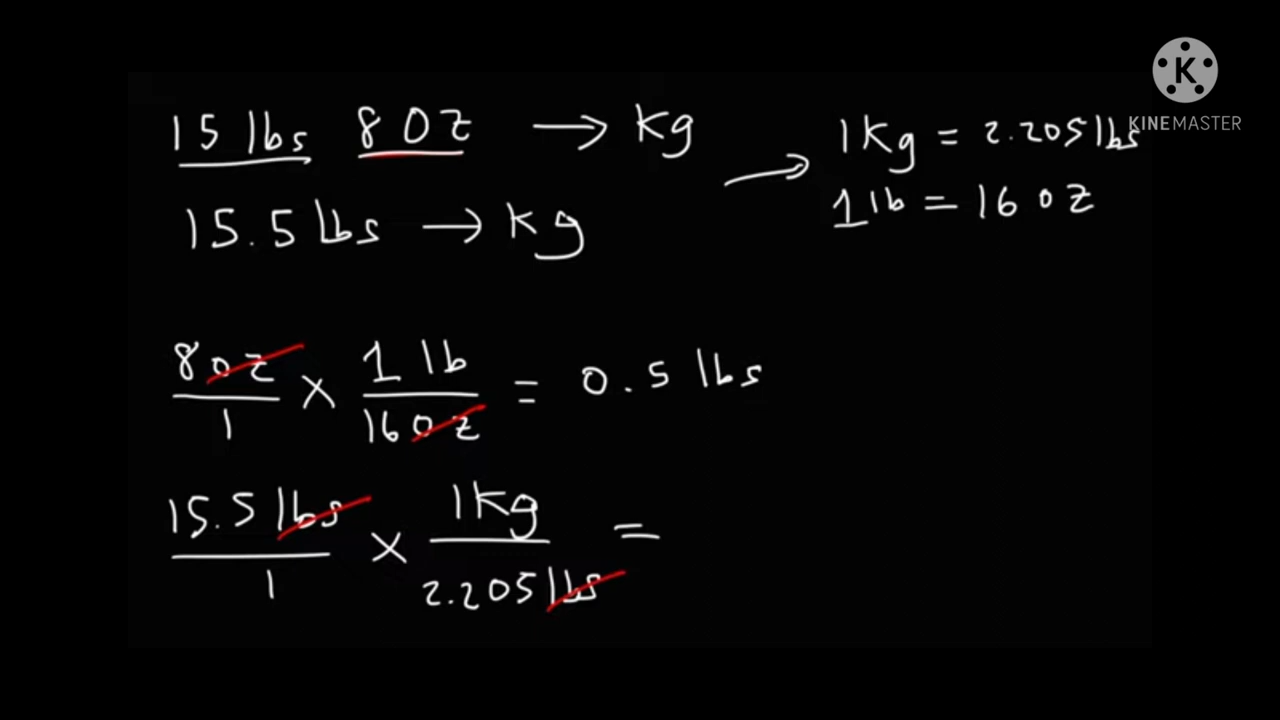 15 lbs 8 oz → kg
1 kg = 2.205 lbs
KINEMASTER
15.5 lbs → kg
1 lb = 16 oz
8 oz/1 × 1 lb/16 oz = 0.5 lbs
15.5 lbs/1 × 1 kg/2.205 lbs =